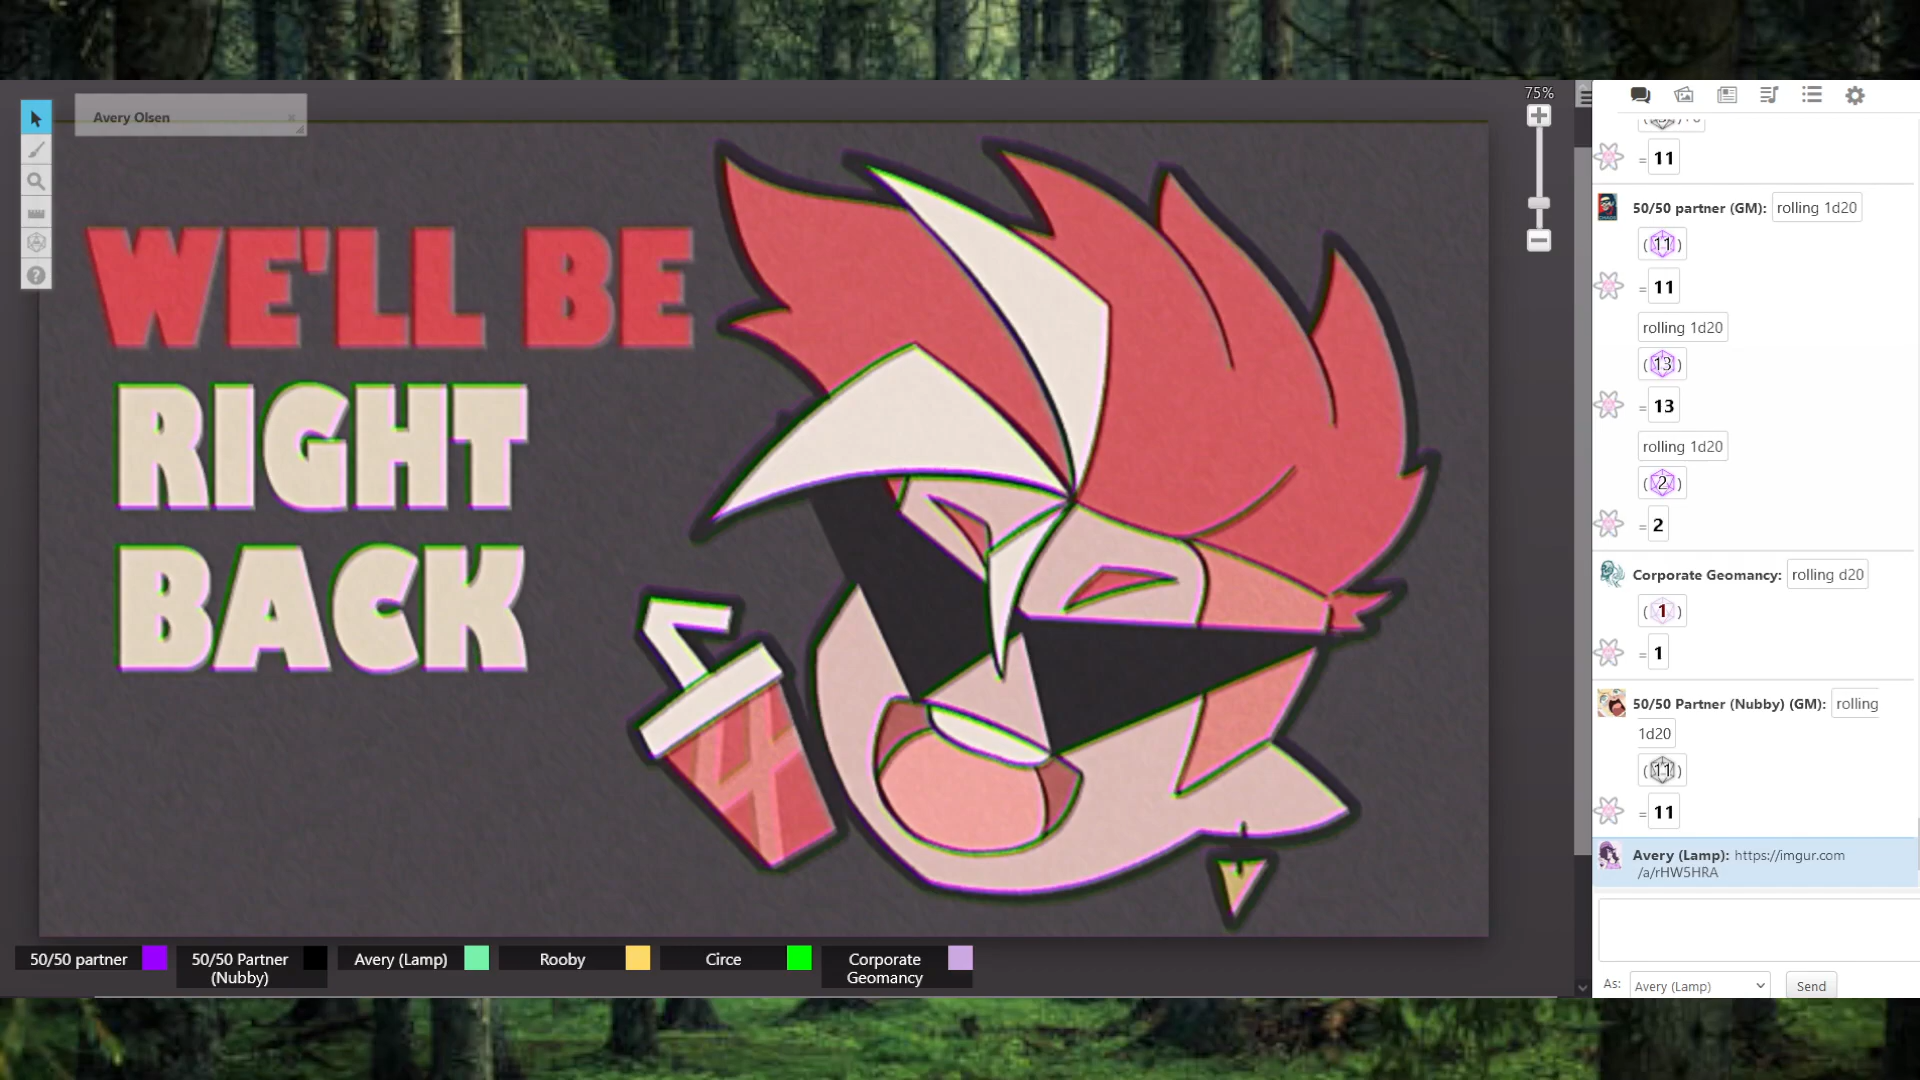 75%
Avery Olsen
WE'LL BE
RIGHT
BACK
= 11
50/50 partner (GM): rolling 1d20
(11)
= 11
rolling 1d20
(13)
= 13
rolling 1d20
(2)
= 2
Corporate Geomancy: rolling d20
(1)
= 1
50/50 Partner (Nubby) (GM): rolling
1d20
(11)
= 11
Avery (Lamp): https://imgur.com
/a/rHW5HRA
As: Avery (Lamp) Send
50/50 partner
50/50 Partner
(Nubby)
Avery (Lamp)
Rooby
Circe
Corporate
Geomancy